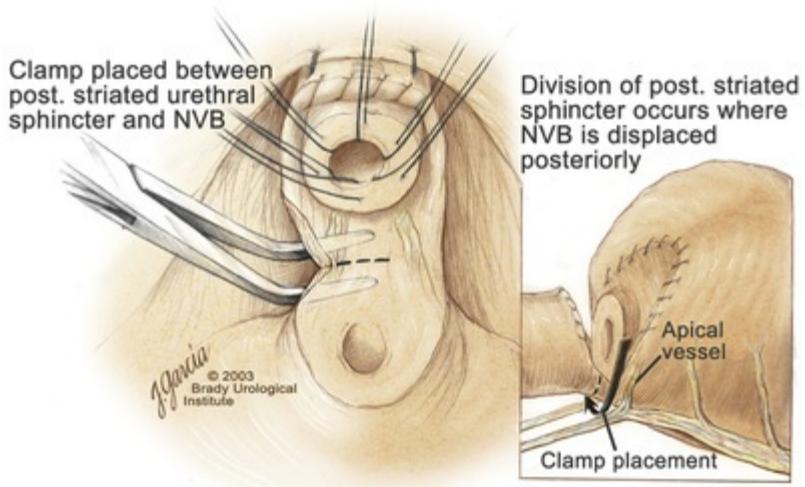 Clamp placed between
post. striated urethral
sphincter and NVB
Division of post. striated
sphincter occurs where
NVB is displaced
posteriorly
Apical
vessel
Clamp placement
J. Garcia
© 2003
Brady Urological
Institute